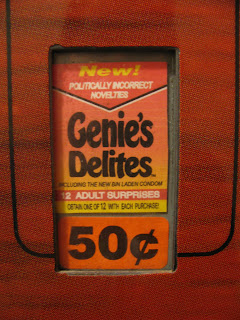 New!
POLITICALLY INCORRECT
NOVELTIES
Genie's
Delites™
INCLUDING THE NEW BIN LADEN CONDOM
12 ADULT SURPRISES
OBTAIN ONE OF 12 WITH EACH PURCHASE!
50¢